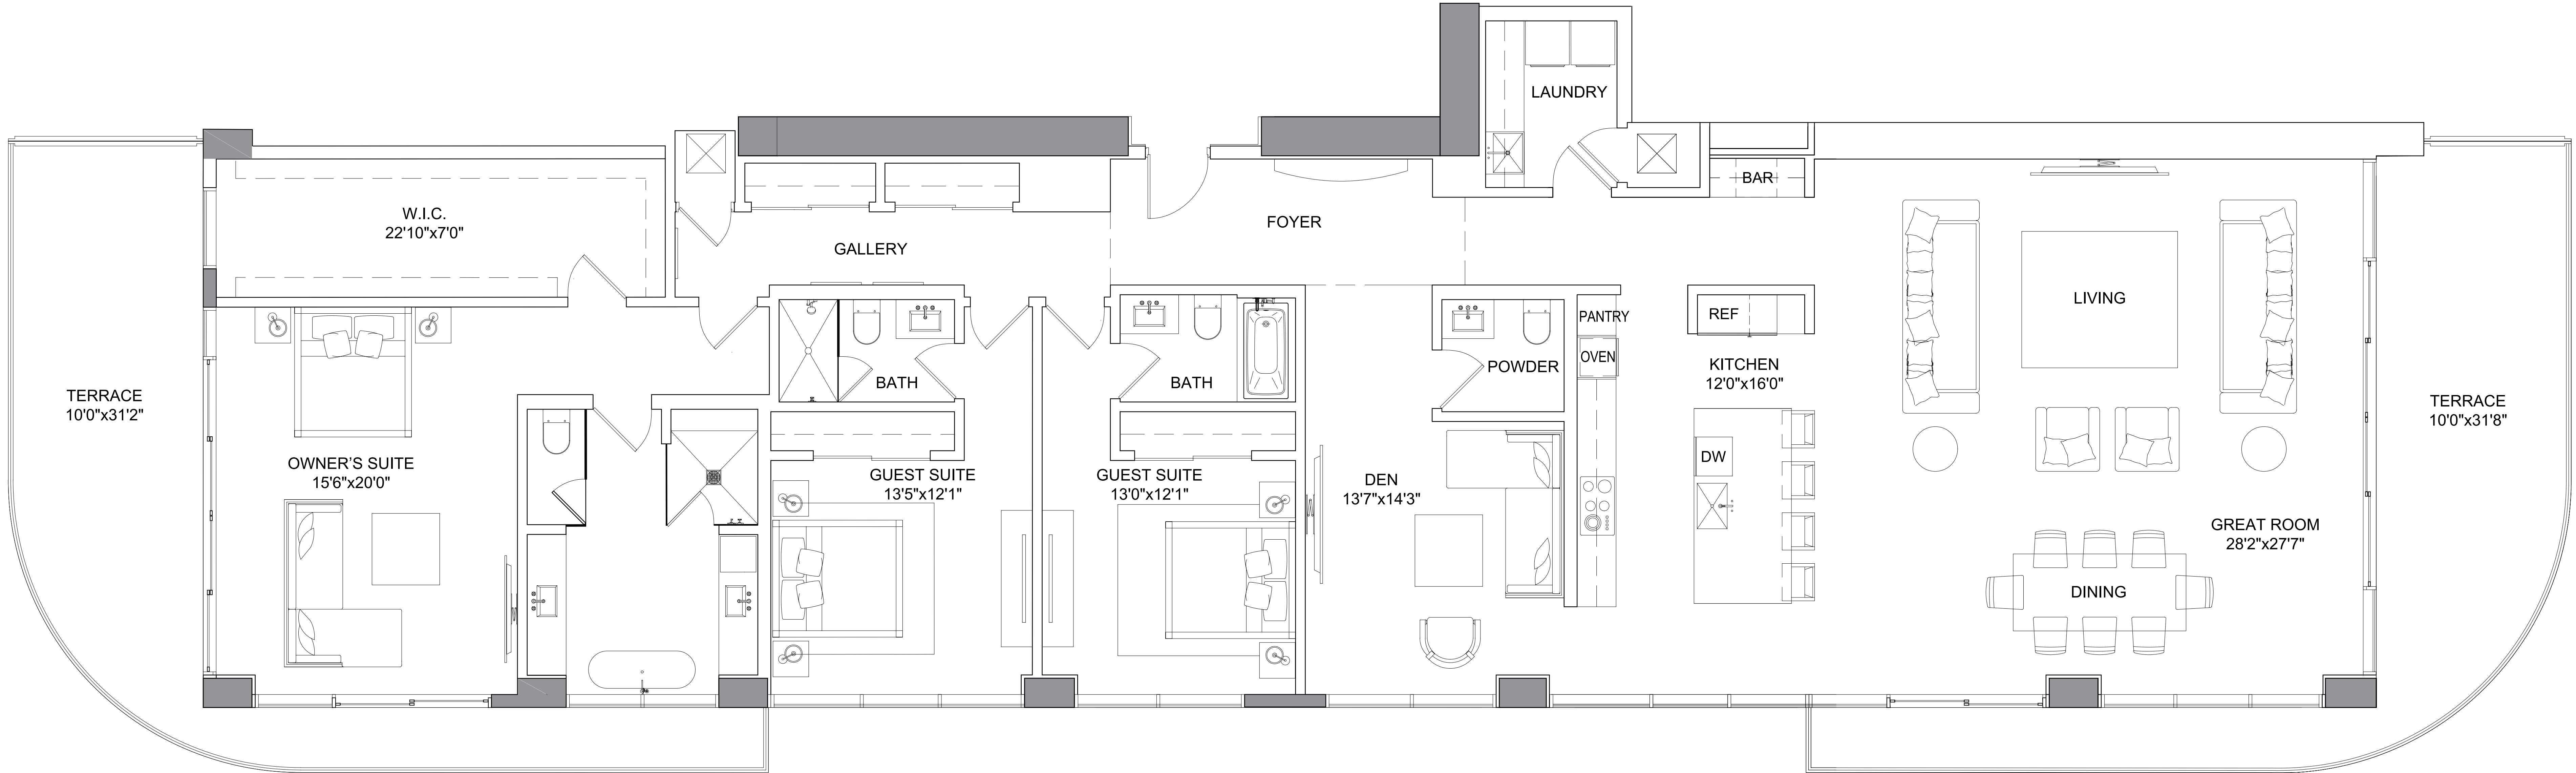 LAUNDRY
BAR
W.I.C.
22'10"x7'0"
FOYER
GALLERY
LIVING
PANTRY
REF
OVEN
KITCHEN
12'0"x16'0"
POWDER
BATH
BATH
TERRACE
10'0"x31'2"
TERRACE
10'0"x31'8"
OWNER'S SUITE
15'6"x20'0"
GUEST SUITE
13'5"x12'1"
GUEST SUITE
13'0"x12'1"
DEN
13'7"x14'3"
DW
GREAT ROOM
28'2"x27'7"
DINING